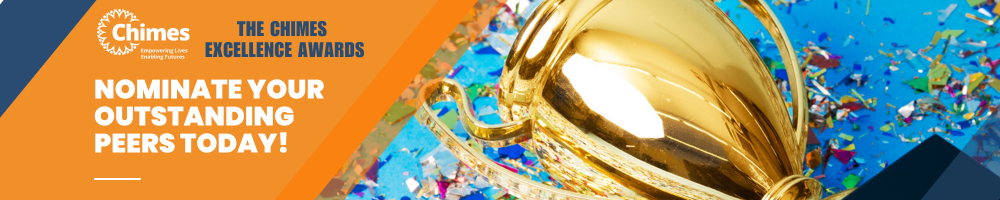 Chimes
Empowering Lives
Enabling Futures
THE CHIMES
EXCELLENCE AWARDS
NOMINATE YOUR
OUTSTANDING
PEERS TODAY!